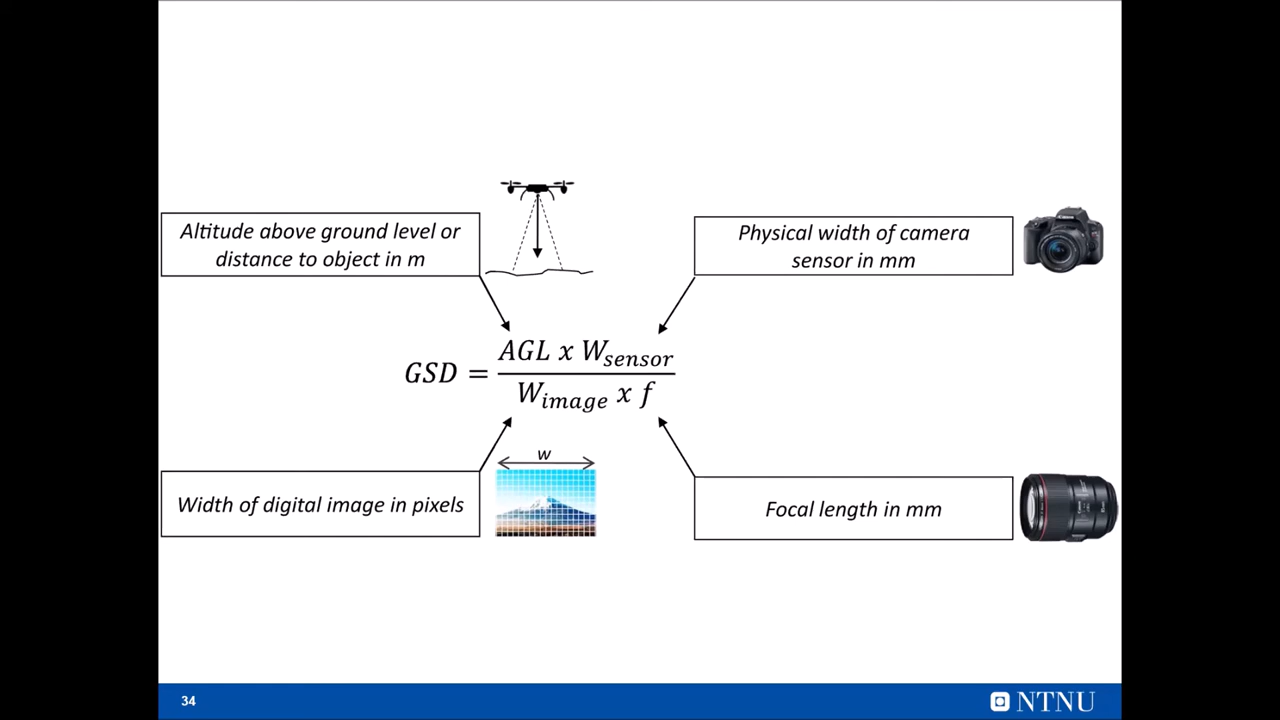 Altitude above ground level or
distance to object in m
Physical width of camera
sensor in mm
GSD = AGL x W_sensor / W_image x f
w
Width of digital image in pixels
Focal length in mm
34
NTNU